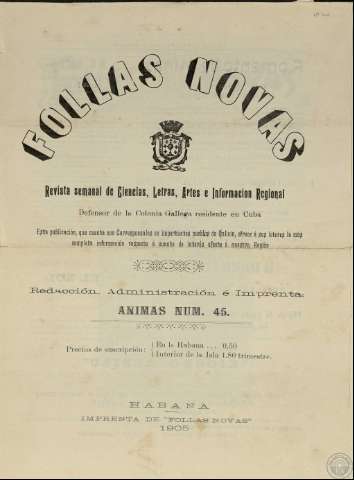 FOLLAS NOVAS
Revista semanal de Ciencias, Letras, Artes e Informacion Regional
Defensor de la Colonia Gallega residente en Cuba
Esta publicación, que cuenta con Corresponsales en importantes pueblos de Galicia, ofrece á sus lectores la más
completa información respecto á cuanto de interés afecte á nuestra Región
Redacción, Administración é Imprenta:
ANIMAS NUM. 45.
Precios de suscripción: { En la Habana .... 0,50
Interior de la Isla 1.80 trimestre.
HABANA
IMPRENTA DE "FOLLAS NOVAS"
1905